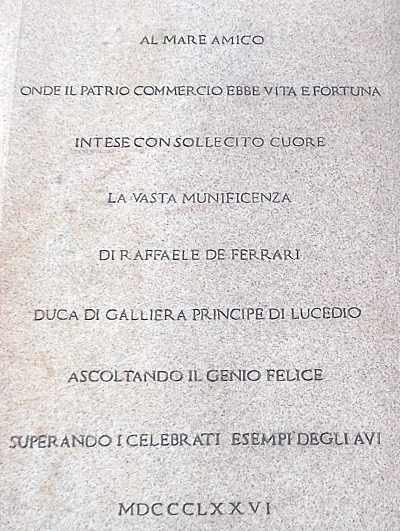 AL MARE AMICO
ONDE IL PATRIO COMMERCIO EBBE VITA E FORTUNA
INTESE CON SOLLECITO CUORE
LA VASTA MUNIFICENZA
DI RAFFAELE DE FERRARI
DUCA DI GALLIERA PRINCIPE DI LUCEDIO
ASCOLTANDO IL GENIO FELICE
SUPERANDO I CELEBRATI ESEMPI DEGLI AVI
MDCCCLXXVI